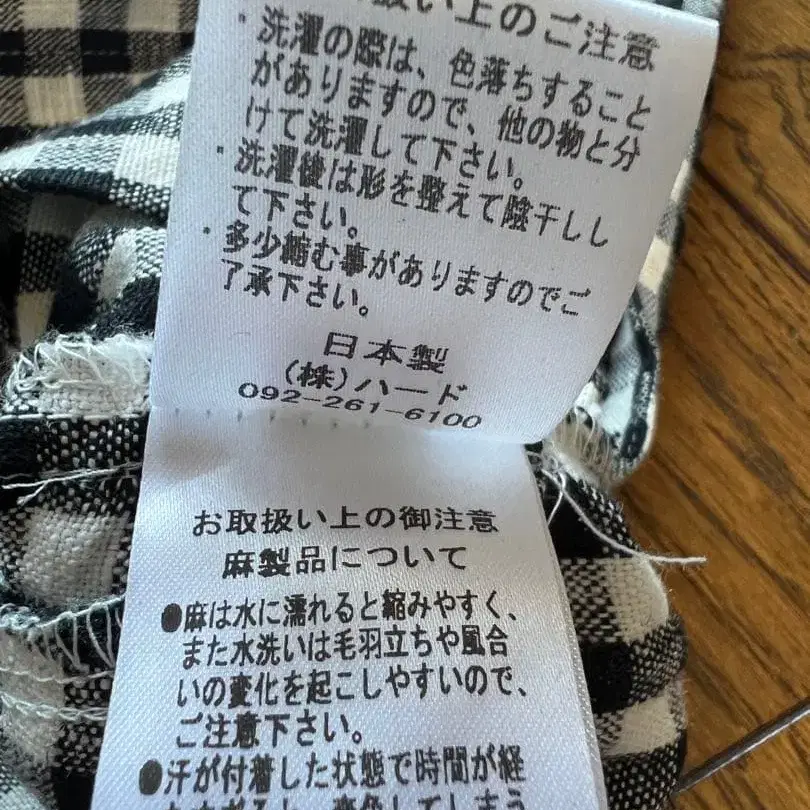 取扱い上のご注意
・洗濯の際は、色落ちすること
がありますので、他の物と分
けて洗濯して下さい。
・洗濯後は形を整えて陰干しし
て下さい。
・多少縮む事がありますのでご
了承下さい。
日本製
(株)ハード
092-261-6100
お取扱い上の御注意
麻製品について
●麻は水に濡れると縮みやすく、
また水洗いは毛羽立ちや風合
いの変化を起こしやすいので、
ご注意下さい。
●汗が付着した状態で時間が経